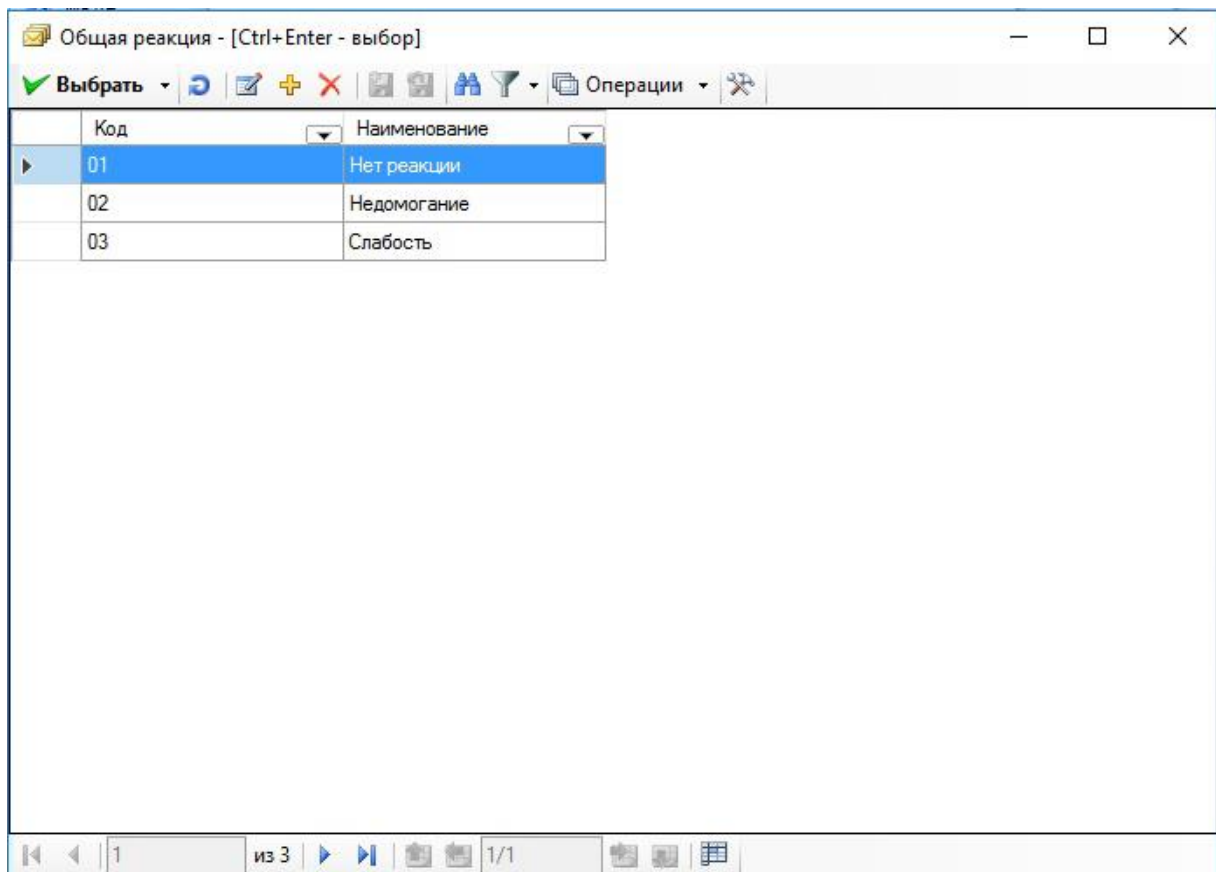 Общая реакция - [Ctrl+Enter - выбор]
Выбрать Операции
Код Наименование
01 Нет реакции
02 Недомогание
03 Слабость
1 из 3 1/1